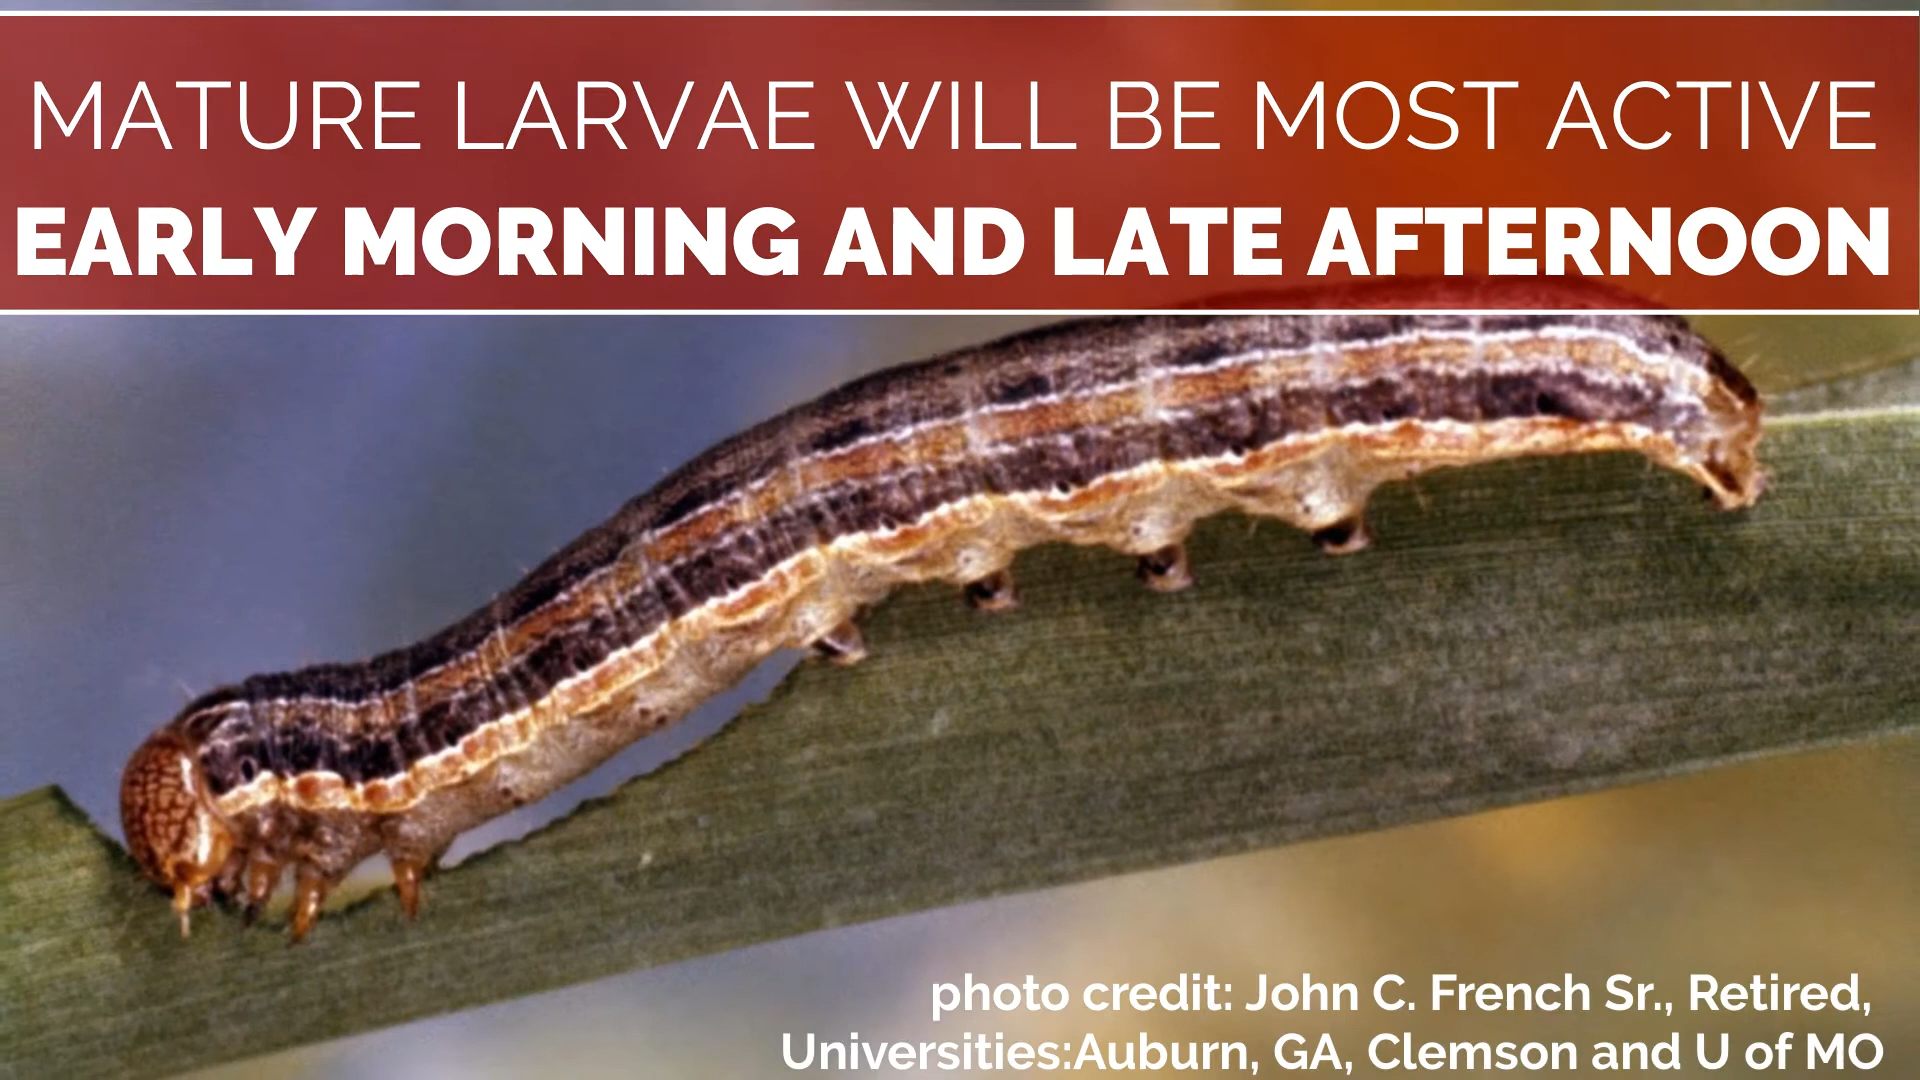 MATURE LARVAE WILL BE MOST ACTIVE
EARLY MORNING AND LATE AFTERNOON
photo credit: John C. French Sr., Retired,
Universities:Auburn, GA, Clemson and U of MO